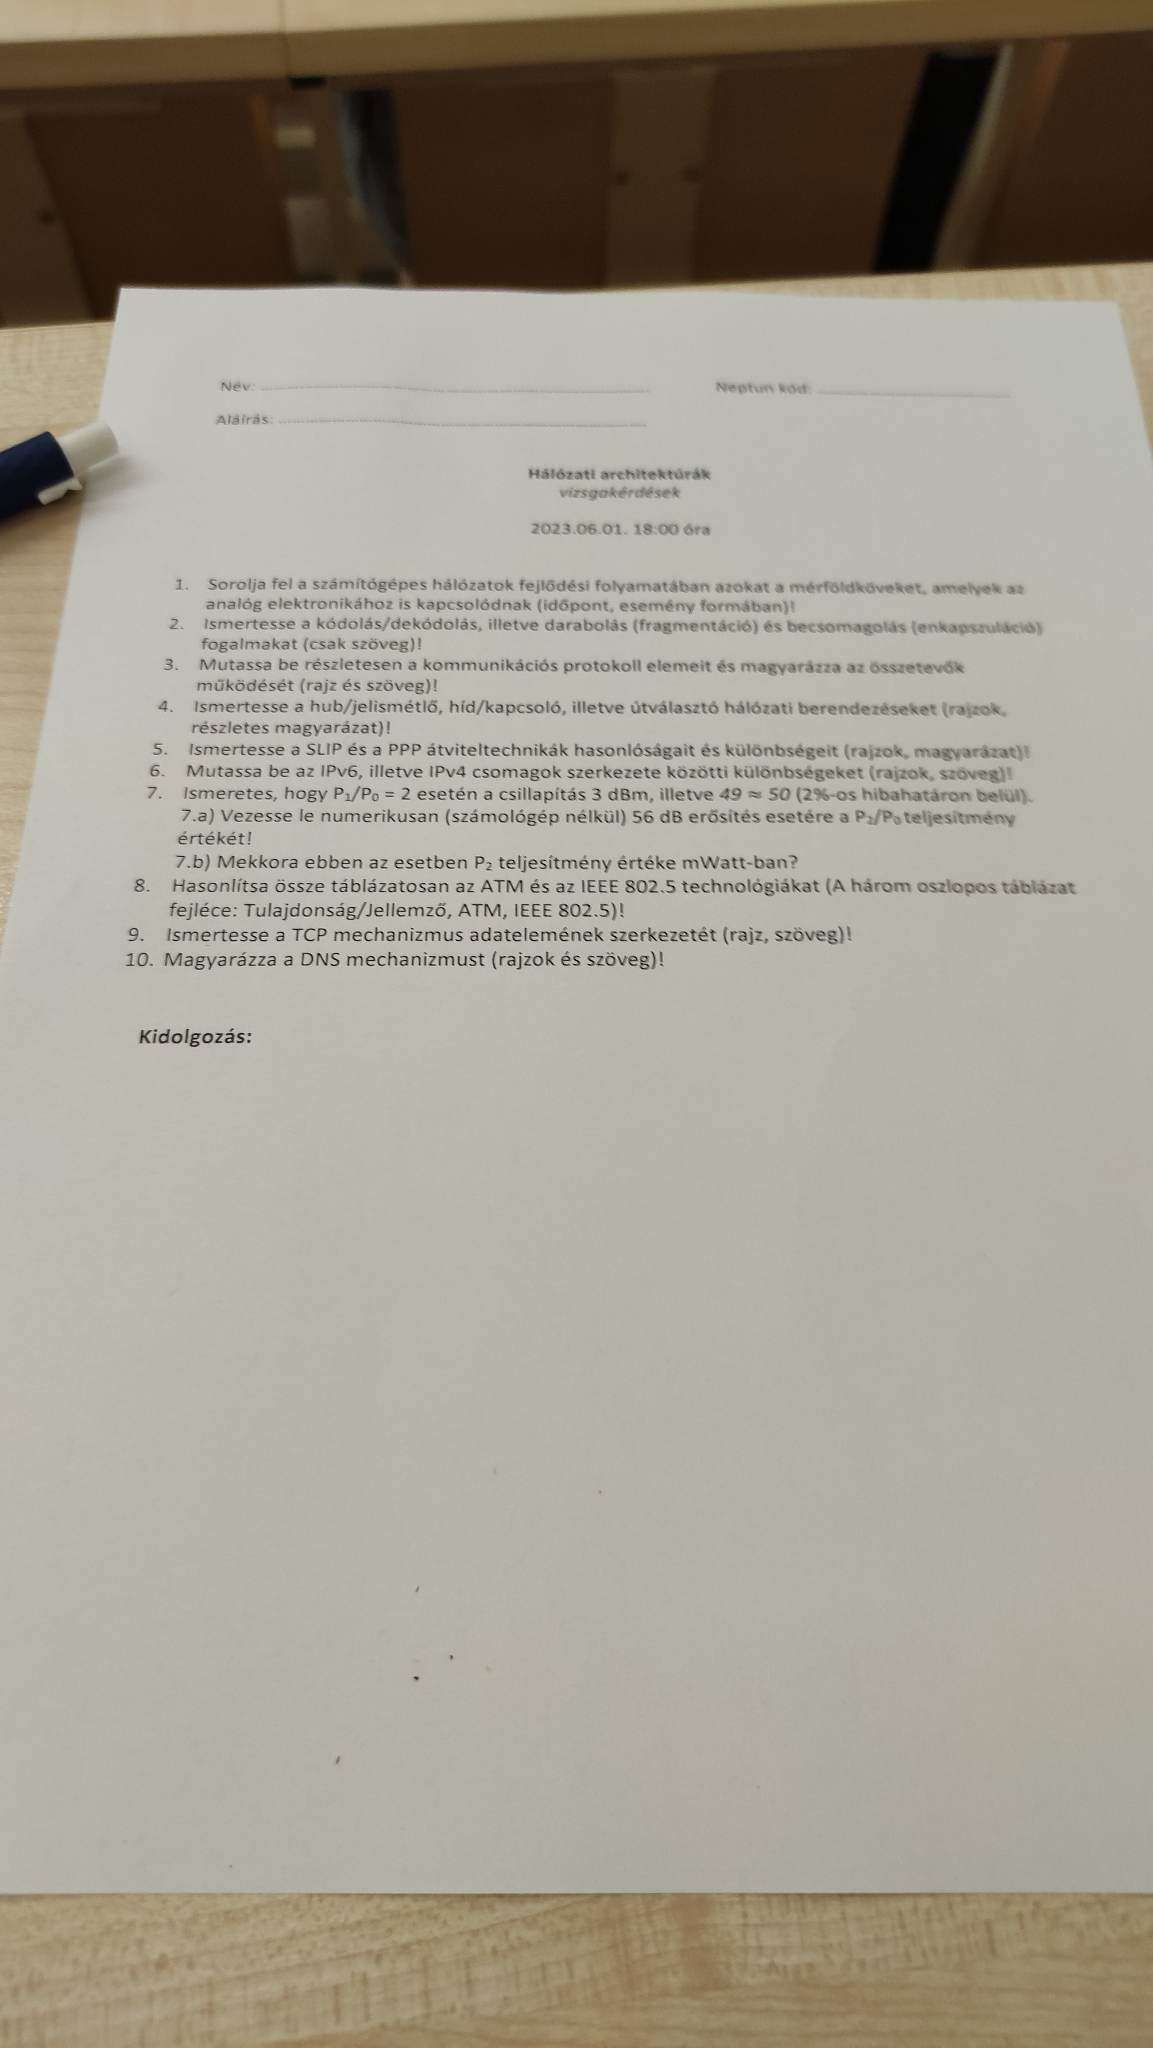 Név: ............
Neptun kód: ............
Aláírás: ............
Hálózati architektúrák
vizsgakérdések
2023.06.01. 18:00 óra
1. Sorolja fel a számítógépes hálózatok fejlődési folyamatában azokat a mérföldköveket, amelyek az
analóg elektronikához is kapcsolódnak (időpont, esemény formában)!
2. Ismertesse a kódolás/dekódolás, illetve darabolás (fragmentáció) és becsomagolás (enkapszuláció)
fogalmakat (csak szöveg)!
3. Mutassa be részletesen a kommunikációs protokoll elemeit és magyarázza az összetevők
működését (rajz és szöveg)!
4. Ismertesse a hub/jelismétlő, híd/kapcsoló, illetve útválasztó hálózati berendezéseket (rajzok,
részletes magyarázat)!
5. Ismertesse a SLIP és a PPP átviteltechnikák hasonlóságait és különbségeit (rajzok, magyarázat)!
6. Mutassa be az IPv6, illetve IPv4 csomagok szerkezete közötti különbségeket (rajzok, szöveg)!
7. Ismeretes, hogy P₁/P₀ = 2 esetén a csillapítás 3 dBm, illetve 49 ≈ 50 (2%-os hibahatáron belül).
7.a) Vezesse le numerikusan (számológép nélkül) 56 dB erősítés esetére a P₂/P₀ teljesítmény
értékét!
7.b) Mekkora ebben az esetben P₂ teljesítmény értéke mWatt-ban?
8. Hasonlítsa össze táblázatosan az ATM és az IEEE 802.5 technológiákat (A három oszlopos táblázat
fejléce: Tulajdonság/Jellemző, ATM, IEEE 802.5)!
9. Ismertesse a TCP mechanizmus adatelemének szerkezetét (rajz, szöveg)!
10. Magyarázza a DNS mechanizmust (rajzok és szöveg)!
Kidolgozás: